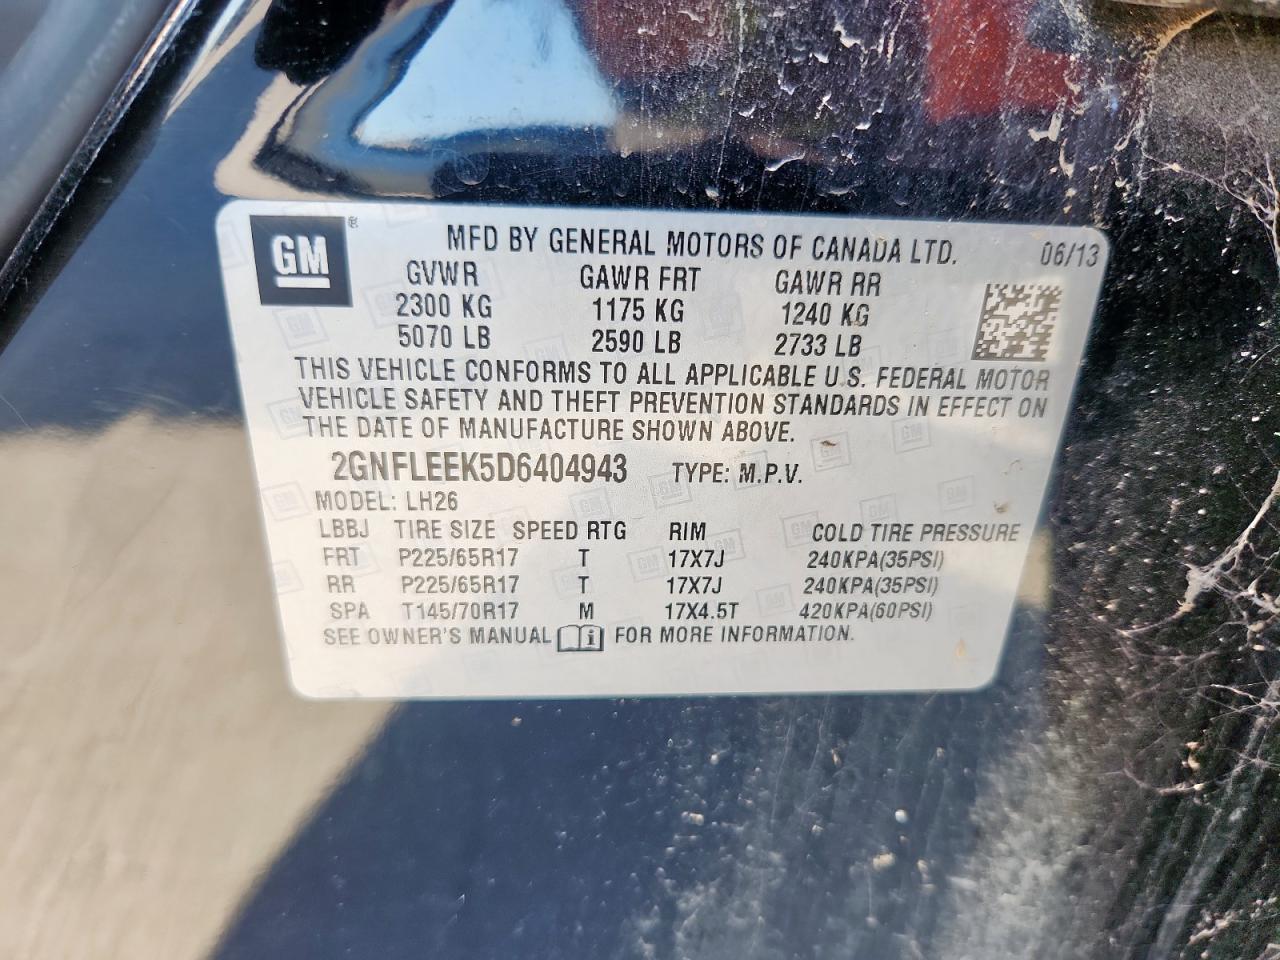 GM ®
MFD BY GENERAL MOTORS OF CANADA LTD. 06/13
GVWR GAWR FRT GAWR RR
2300 KG 1175 KG 1240 KG
5070 LB 2590 LB 2733 LB
THIS VEHICLE CONFORMS TO ALL APPLICABLE U.S. FEDERAL MOTOR
VEHICLE SAFETY AND THEFT PREVENTION STANDARDS IN EFFECT ON
THE DATE OF MANUFACTURE SHOWN ABOVE.
2GNFLEEK5D6404943 TYPE: M.P.V.
MODEL: LH26
LBBJ TIRE SIZE SPEED RTG RIM COLD TIRE PRESSURE
FRT P225/65R17 T 17X7J 240KPA(35PSI)
RR P225/65R17 T 17X7J 240KPA(35PSI)
SPA T145/70R17 M 17X4.5T 420KPA(60PSI)
SEE OWNER'S MANUAL i FOR MORE INFORMATION.